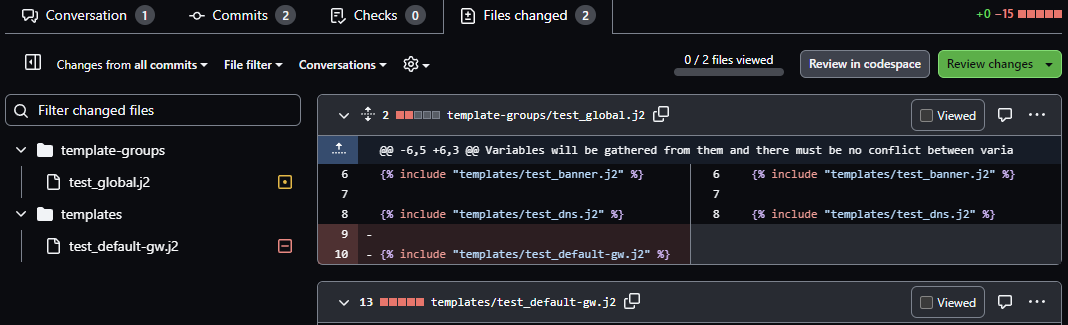 Conversation 1 Commits 2 Checks 0 Files changed 2 +0 −15
Changes from all commits File filter Conversations 0 / 2 files viewed Review in codespace Review changes
Filter changed files
template-groups
test_global.j2
templates
test_default-gw.j2
2 template-groups/test_global.j2 Viewed
@@ -6,5 +6,3 @@ Variables will be gathered from them and there must be no conflict between varia
6 {% include "templates/test_banner.j2" %} 6 {% include "templates/test_banner.j2" %}
7 7
8 {% include "templates/test_dns.j2" %} 8 {% include "templates/test_dns.j2" %}
9 -
10 - {% include "templates/test_default-gw.j2" %}
13 templates/test_default-gw.j2 Viewed